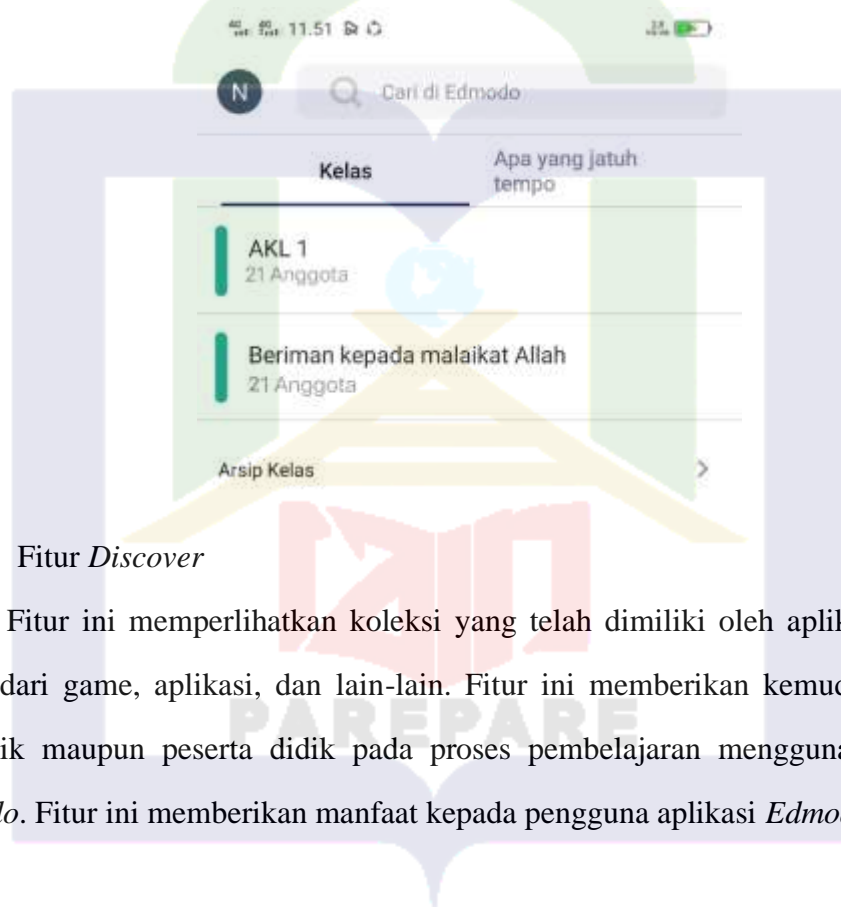 11.51
N
Cari di Edmodo
Kelas
Apa yang jatuh
tempo
AKL 1
21 Anggota
Beriman kepada malaikat Allah
21 Anggota
Arsip Kelas
Fitur Discover
Fitur ini memperlihatkan koleksi yang telah dimiliki oleh aplik
dari game, aplikasi, dan lain-lain. Fitur ini memberikan kemud
ik maupun peserta didik pada proses pembelajaran mengguna
do. Fitur ini memberikan manfaat kepada pengguna aplikasi Edmo
PAREPARE